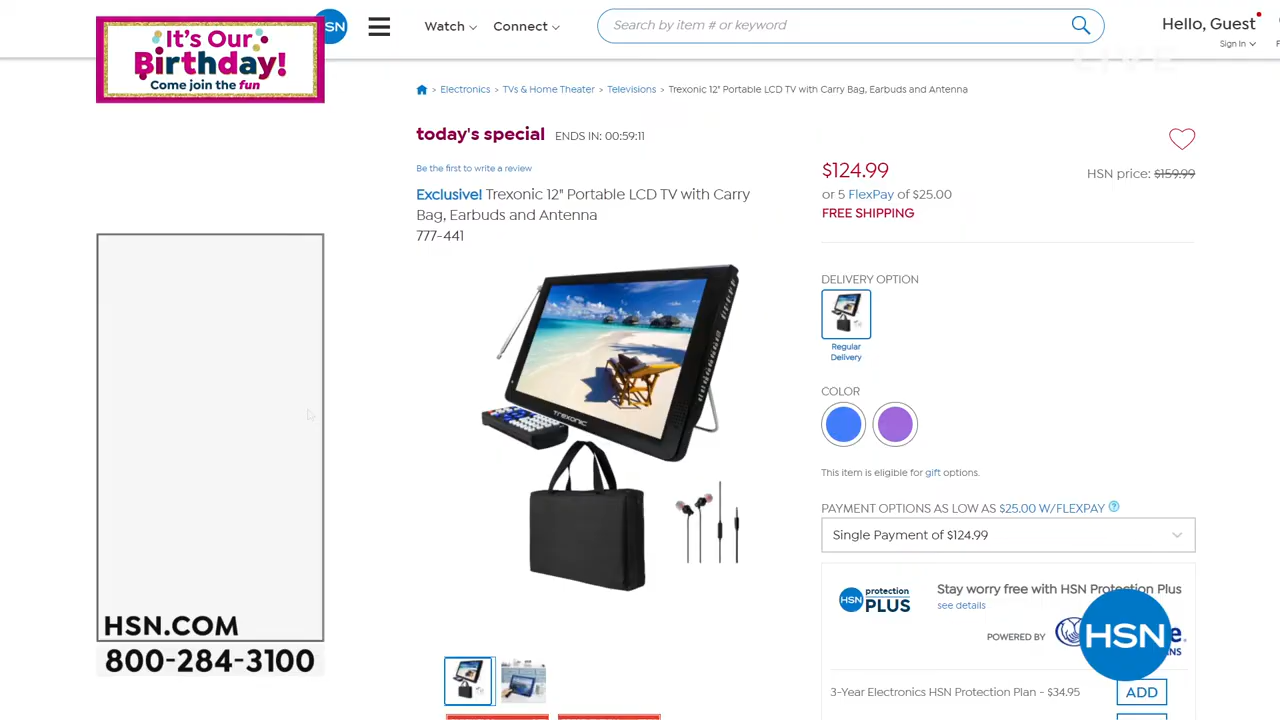 It's Our
Birthday!
Come join the fun
SN
Watch
Connect
Search by item # or keyword
Hello, Guest
Sign In
LIVE
> Electronics > TVs & Home Theater > Televisions > Trexonic 12" Portable LCD TV with Carry Bag, Earbuds and Antenna
today's special ENDS IN: 00:59:11
Be the first to write a review
Exclusive! Trexonic 12" Portable LCD TV with Carry
Bag, Earbuds and Antenna
777-441
$124.99
HSN price: $159.99
or 5 FlexPay of $25.00
FREE SHIPPING
DELIVERY OPTION
Regular
Delivery
COLOR
This item is eligible for gift options.
PAYMENT OPTIONS AS LOW AS $25.00 W/FLEXPAY ?
Single Payment of $124.99
TREXONIC
HSN protection
PLUS
Stay worry free with HSN Protection Plus
see details
POWERED BY
HSN
3-Year Electronics HSN Protection Plan - $34.95
ADD
HSN.COM
800-284-3100